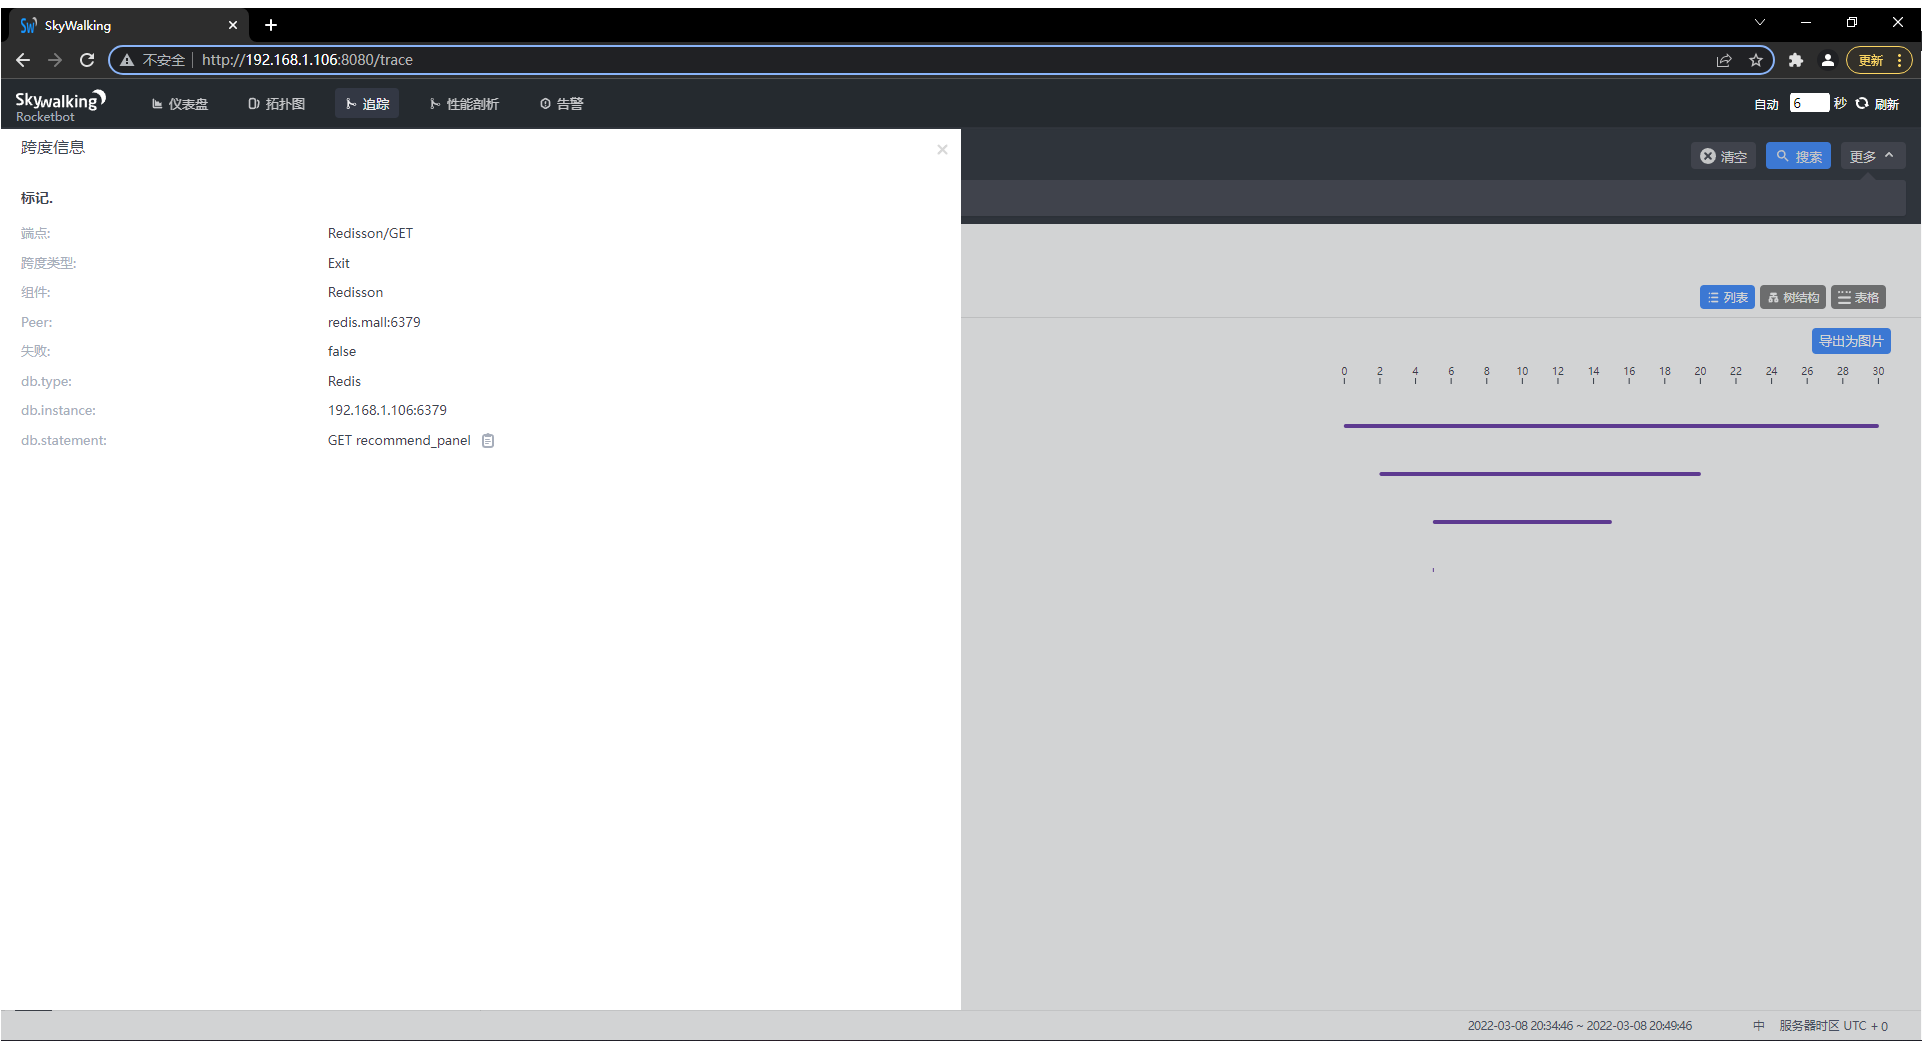 SkyWalking
不安全 http://192.168.1.106:8080/trace
更新
Skywalking
Rocketbot
仪表盘 拓扑图 追踪 性能剖析 告警
自动 6 秒 刷新
跨度信息
清空 搜索 更多
标记.
端点: Redisson/GET
跨度类型: Exit
组件: Redisson
列表 树结构 表格
Peer: redis.mall:6379
导出为图片
失败: false
0 2 4 6 8 10 12 14 16 18 20 22 24 26 28 30
db.type: Redis
db.instance: 192.168.1.106:6379
db.statement: GET recommend_panel
2022-03-08 20:34:46 ~ 2022-03-08 20:49:46 中 服务器时区 UTC + 0